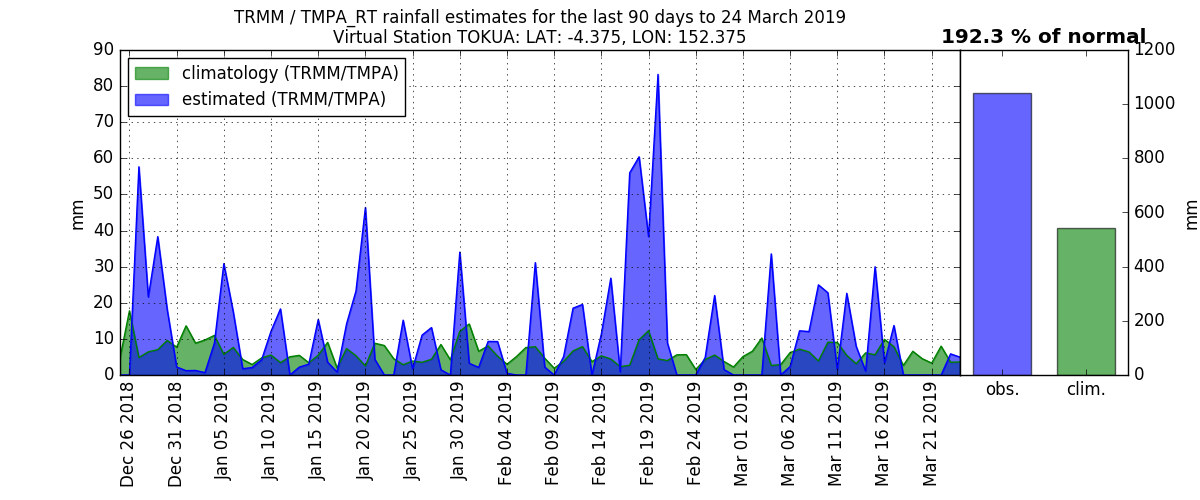 TRMM / TMPA_RT rainfall estimates for the last 90 days to 24 March 2019
Virtual Station TOKUA: LAT: -4.375, LON: 152.375
192.3 % of normal
climatology (TRMM/TMPA)
estimated (TRMM/TMPA)
mm
90
80
70
60
50
40
30
20
10
0
Dec 26 2018
Dec 31 2018
Jan 05 2019
Jan 10 2019
Jan 15 2019
Jan 20 2019
Jan 25 2019
Jan 30 2019
Feb 04 2019
Feb 09 2019
Feb 14 2019
Feb 19 2019
Feb 24 2019
Mar 01 2019
Mar 06 2019
Mar 11 2019
Mar 16 2019
Mar 21 2019
obs.
clim.
1200
1000
800
600
400
200
0
mm